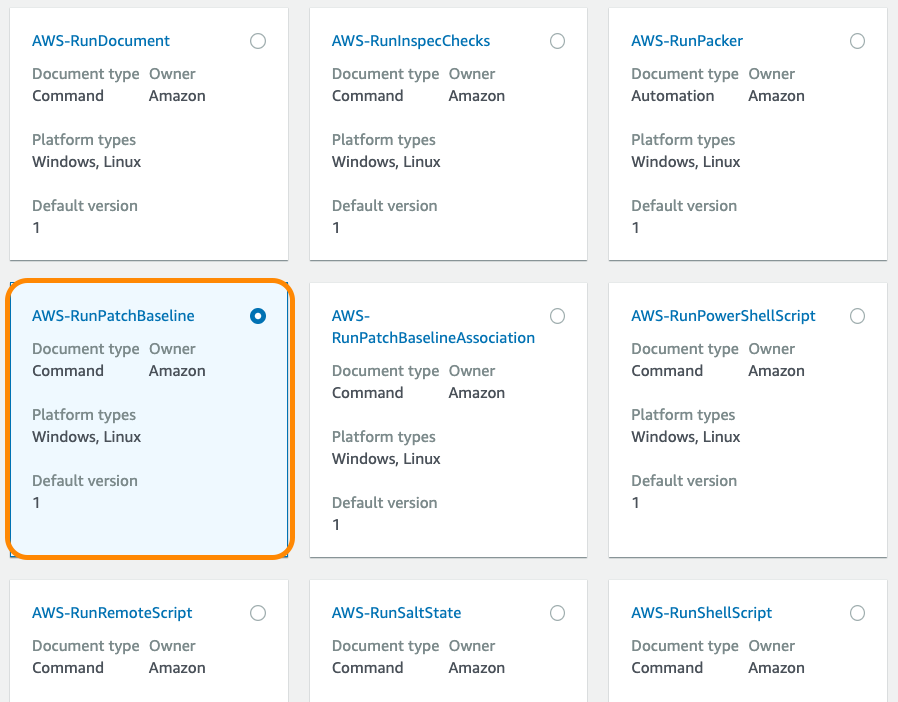 AWS-RunDocument
Document type Owner
Command Amazon
Platform types
Windows, Linux
Default version
1
AWS-RunInspecChecks
Document type Owner
Command Amazon
Platform types
Windows, Linux
Default version
1
AWS-RunPacker
Document type Owner
Automation Amazon
Platform types
Windows, Linux
Default version
1
AWS-RunPatchBaseline
Document type Owner
Command Amazon
Platform types
Windows, Linux
Default version
1
AWS-
RunPatchBaselineAssociation
Document type Owner
Command Amazon
Platform types
Windows, Linux
Default version
1
AWS-RunPowerShellScript
Document type Owner
Command Amazon
Platform types
Windows, Linux
Default version
1
AWS-RunRemoteScript
Document type Owner
Command Amazon
AWS-RunSaltState
Document type Owner
Command Amazon
AWS-RunShellScript
Document type Owner
Command Amazon